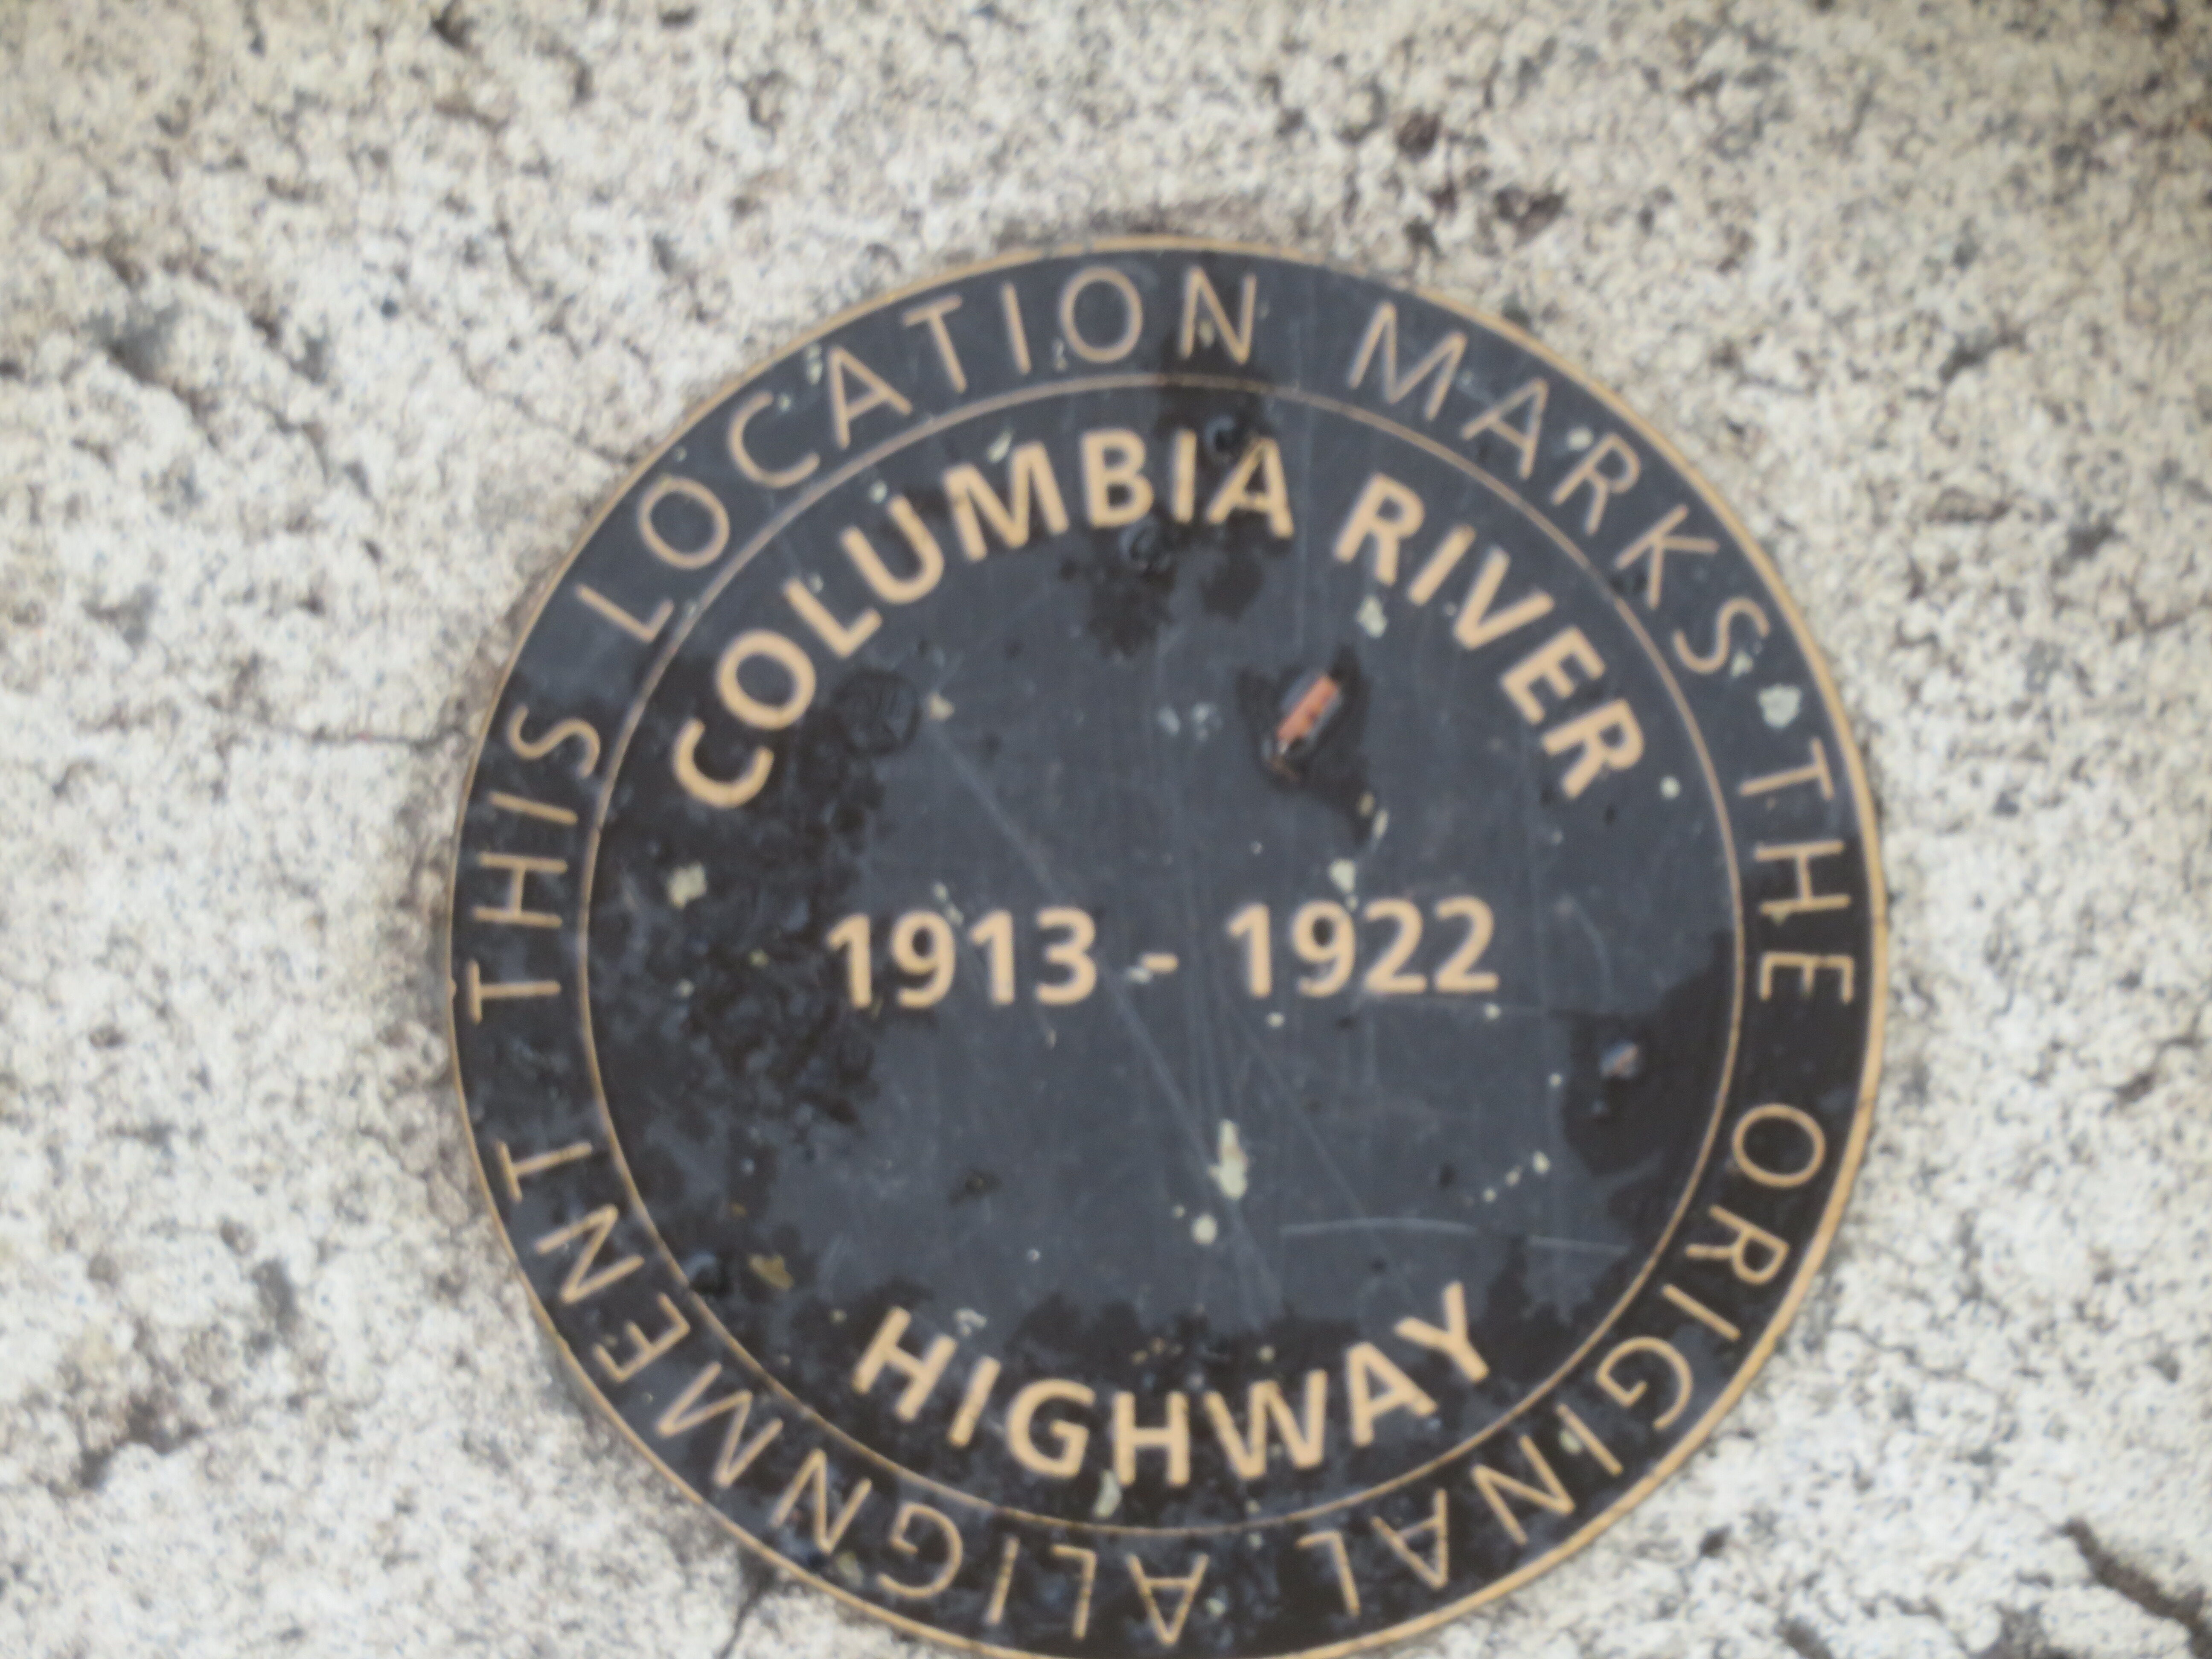 THIS LOCATION MARKS THE ORIGINAL ALIGNMENT
COLUMBIA RIVER
1913 - 1922
HIGHWAY